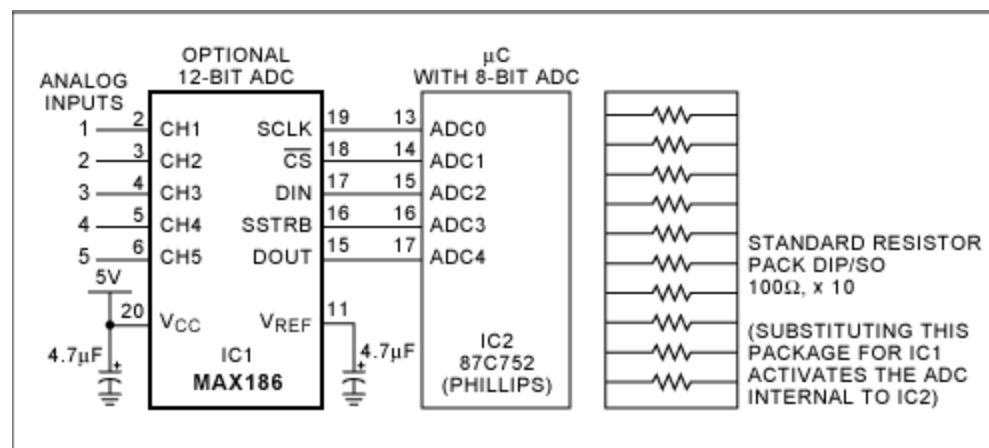 OPTIONAL
12-BIT ADC
μC
WITH 8-BIT ADC
ANALOG
INPUTS
1 2 CH1 SCLK 19 13 ADC0
2 3 CH2 CS 18 14 ADC1
3 4 CH3 DIN 17 15 ADC2
4 5 CH4 SSTRB 16 16 ADC3
5 6 CH5 DOUT 15 17 ADC4
5V
20 VCC VREF 11
4.7μF
4.7μF
IC1
MAX186
IC2
87C752
(PHILLIPS)
STANDARD RESISTOR
PACK DIP/SO
100Ω, x 10
(SUBSTITUTING THIS
PACKAGE FOR IC1
ACTIVATES THE ADC
INTERNAL TO IC2)